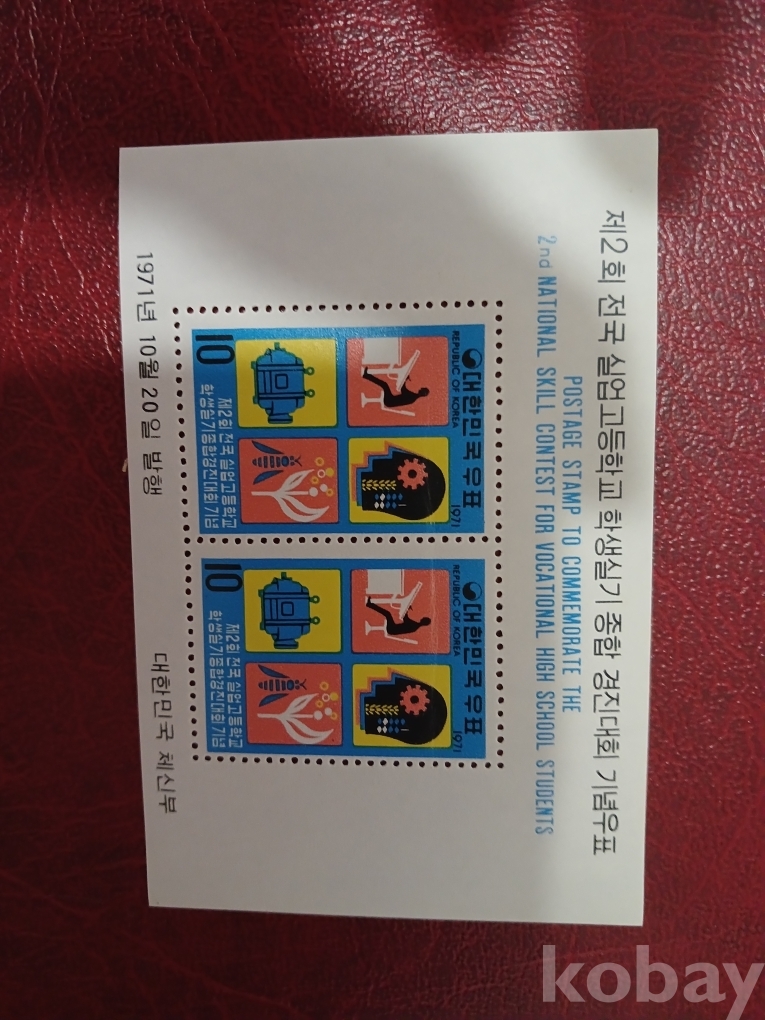 제2회 전국 실업고등학교 학생실기 종합 경진대회 기념우표
POSTAGE STAMP TO COMMEMORATE THE
2nd NATIONAL SKILL CONTEST FOR VOCATIONAL HIGH SCHOOL STUDENTS
대한민국우표 1971
REPUBLIC OF KOREA
제2회 전국 실업고등학교
학생실기종합경진대회기념
10
대한민국우표 1971
REPUBLIC OF KOREA
제2회 전국 실업고등학교
학생실기종합경진대회기념
10
1971년 10월 20일 발행
대한민국 체신부
kobay